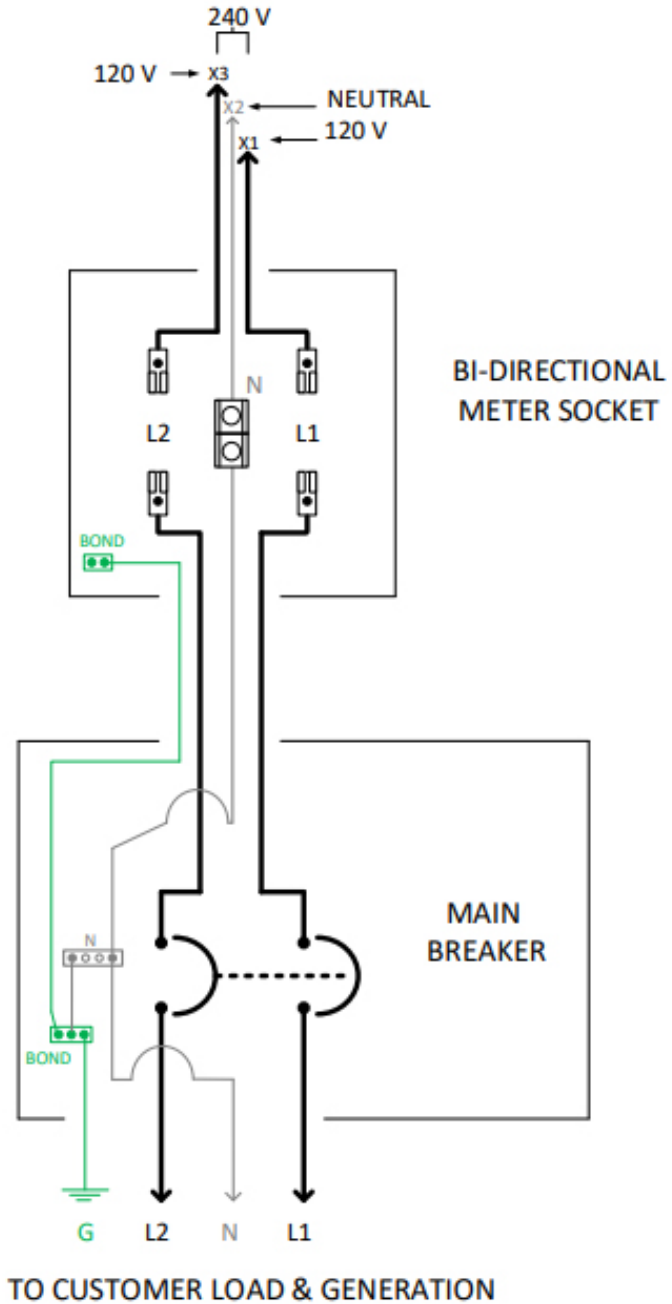 240 V
120 V
X3
X2
NEUTRAL
X1
120 V
N
BI-DIRECTIONAL
METER SOCKET
L2
L1
BOND
MAIN
BREAKER
N
BOND
G
L2
N
L1
TO CUSTOMER LOAD & GENERATION